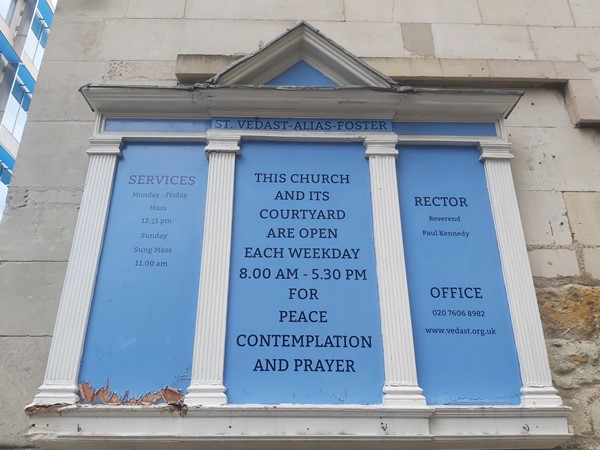 ST. VEDAST-ALIAS-FOSTER
SERVICES
Monday - Friday
Mass
12.15 pm
Sunday
Sung Mass
11.00 am
THIS CHURCH
AND ITS
COURTYARD
ARE OPEN
EACH WEEKDAY
8.00 AM - 5.30 PM
FOR
PEACE
CONTEMPLATION
AND PRAYER
RECTOR
Reverend
Paul Kennedy
OFFICE
020 7606 8982
www.vedast.org.uk